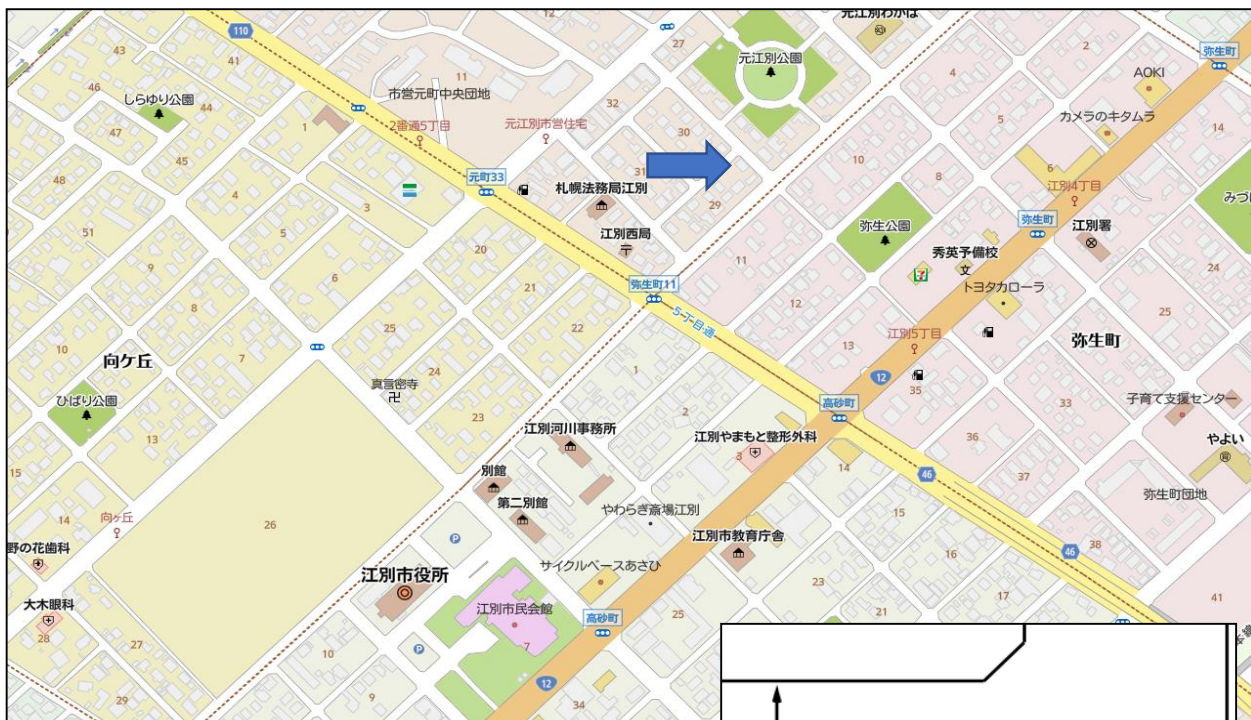 12
27
元江別わかば
43
110
41
元江別公園
2
弥生町
11
4
AOKI
46
しらゆり公園
44
市営元町中央団地
32
5
カメラのキタムラ
47
1
2番通5丁目
元江別市営住宅
30
14
45
10
6
48
元町33
31
札幌法務局江別
8
江別4丁目
4
29
3
弥生公園
弥生町
江別署
51
5
江別西局
秀英予備校
20
11
24
9
6
21
弥生町11
トヨタカローラ
8
12
5丁目通
25
22
江別5丁目
10
向ケ丘
7
13
弥生町
24
1
12
35
ひばり公園
真言密寺
33
子育て支援センター
23
2
高砂町
13
江別河川事務所
江別やまもと整形外科
36
やよい
15
3
別館
14
46
37
14
向ケ丘
26
第二別館
やわらぎ斎場江別
15
弥生町団地
野の花歯科
江別市教育庁舎
38
P
16
46
江別市役所
サイクルベースあさひ
23
大木眼科
江別市民会館
25
21
17
41
28
高砂町
27
P
7
10
29
9
12
34